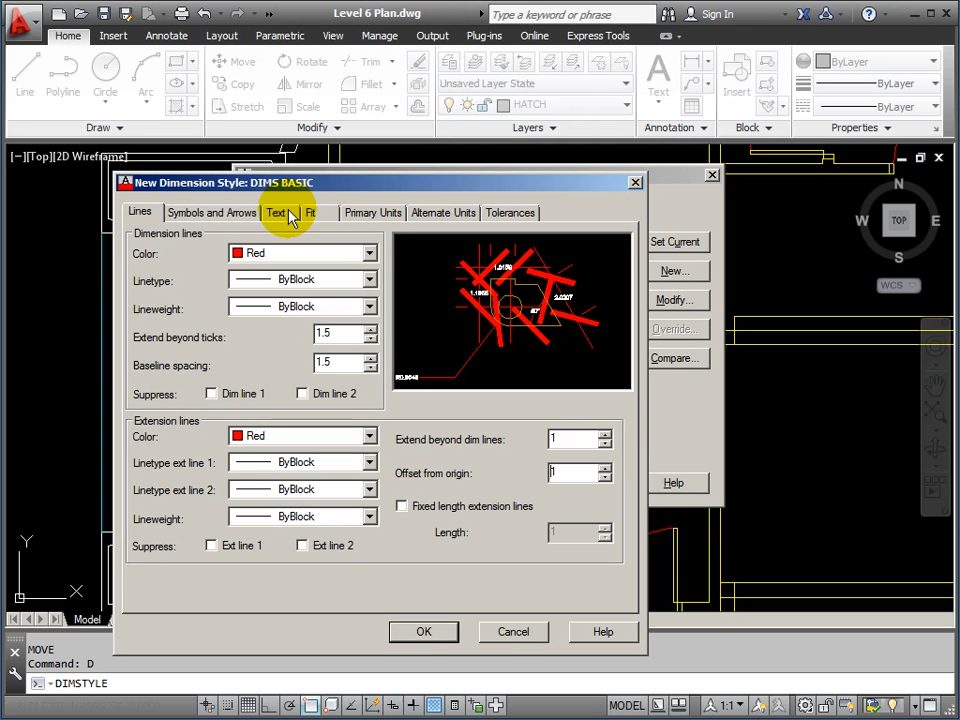 Level 6 Plan.dwg
Type a keyword or phrase
Sign In
Home Insert Annotate Layout Parametric View Manage Output Plug-ins Online Express Tools
Line Polyline Circle Arc
Move Rotate Trim
Copy Mirror Fillet
Stretch Scale Array
Unsaved Layer State
HATCH
Text
Insert
ByLayer
ByLayer
ByLayer
Draw Modify Layers Annotation Block Properties
[−][Top][2D Wireframe]
N
W TOP E
S
WCS
New Dimension Style: DIMS BASIC
Lines Symbols and Arrows Text Fit Primary Units Alternate Units Tolerances
Dimension lines
Color: Red
Linetype: ByBlock
Lineweight: ByBlock
Extend beyond ticks: 1.5
Baseline spacing: 1.5
Suppress: Dim line 1 Dim line 2
Extension lines
Color: Red
Linetype ext line 1: ByBlock
Linetype ext line 2: ByBlock
Lineweight: ByBlock
Suppress: Ext line 1 Ext line 2
Extend beyond dim lines: 1
Offset from origin: 1
Fixed length extension lines
Length: 1
OK Cancel Help
Set Current
New...
Modify...
Override...
Compare...
Help
Y
X
Model
MOVE
Command: D
DIMSTYLE
MODEL
1:1